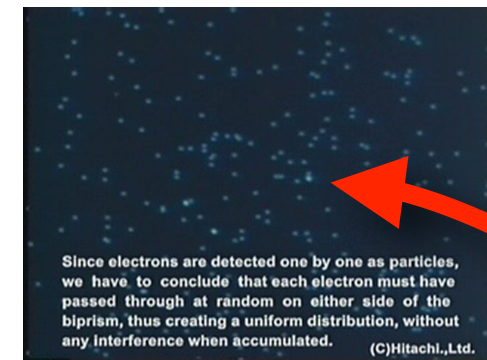 Since electrons are detected one by one as particles,
we have to conclude that each electron must have
passed through at random on either side of the
biprism, thus creating a uniform distribution, without
any interference when accumulated.
(C)Hitachi.,Ltd.